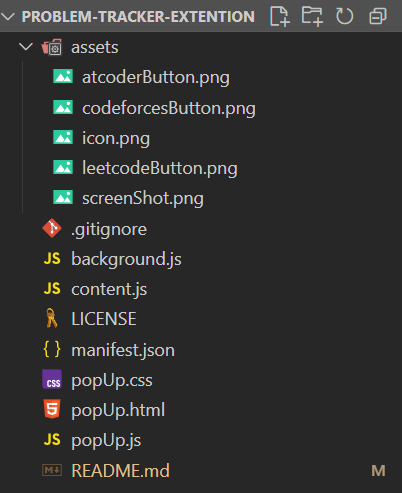 PROBLEM-TRACKER-EXTENTION
assets
atcoderButton.png
codeforcesButton.png
icon.png
leetcodeButton.png
screenShot.png
.gitignore
JS background.js
JS content.js
LICENSE
{ } manifest.json
CSS popUp.css
5 popUp.html
JS popUp.js
M README.md M